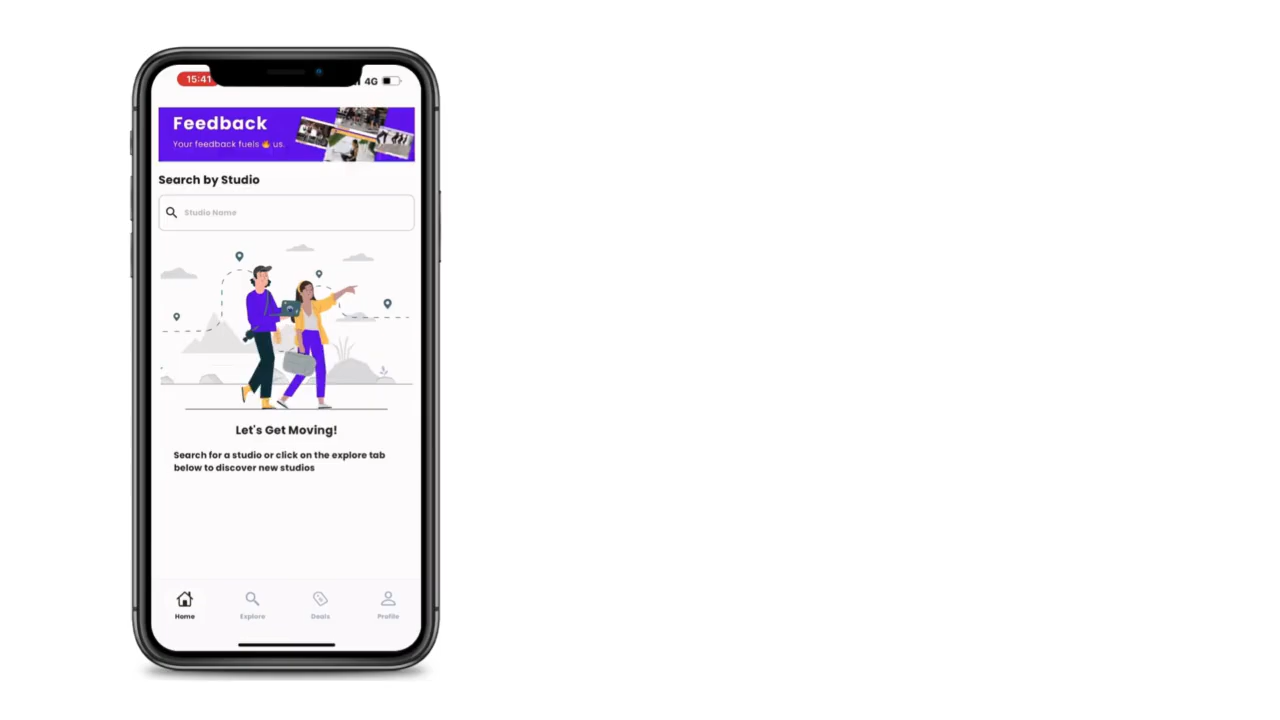 15:41
4G
Feedback
Your feedback fuels 🔥 us.
Search by Studio
Studio Name
Let's Get Moving!
Search for a studio or click on the explore tab
below to discover new studios
Home Explore Deals Profile